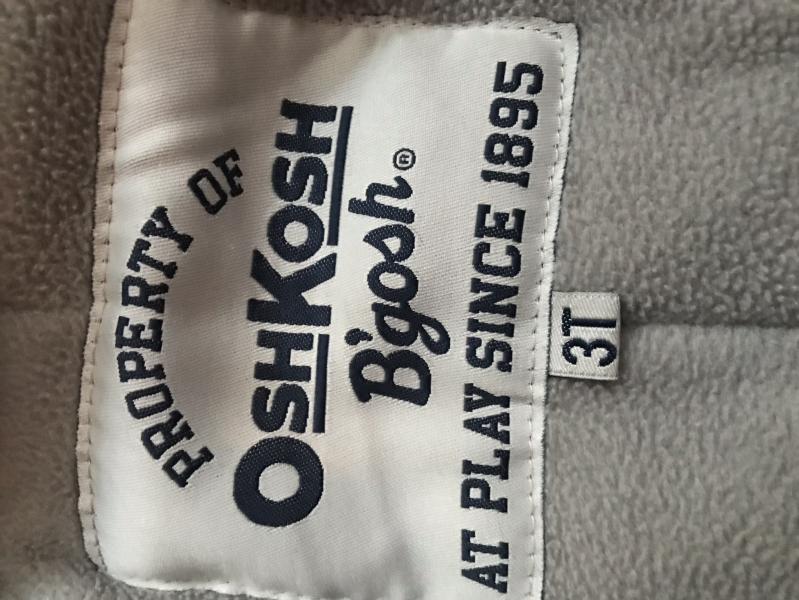 PROPERTY OF
OSHKOSH
B'gosh®
AT PLAY SINCE 1895
3T